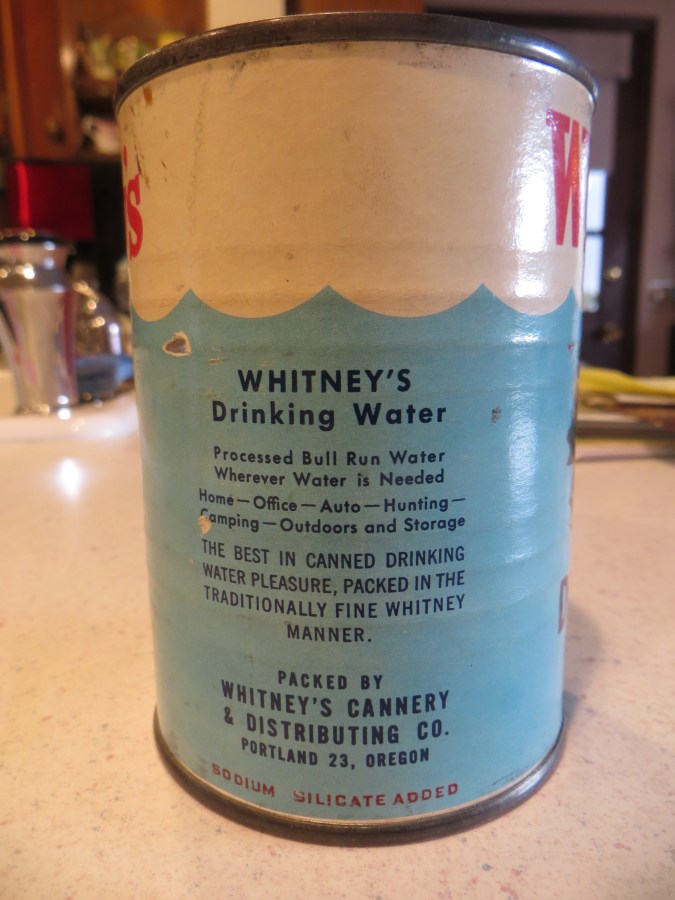 's
W
WHITNEY'S
Drinking Water
Processed Bull Run Water
Wherever Water is Needed
Home—Office—Auto—Hunting—
Camping—Outdoors and Storage
THE BEST IN CANNED DRINKING
WATER PLEASURE, PACKED IN THE
TRADITIONALLY FINE WHITNEY
MANNER.
PACKED BY
WHITNEY'S CANNERY
& DISTRIBUTING CO.
PORTLAND 23, OREGON
SODIUM SILICATE ADDED